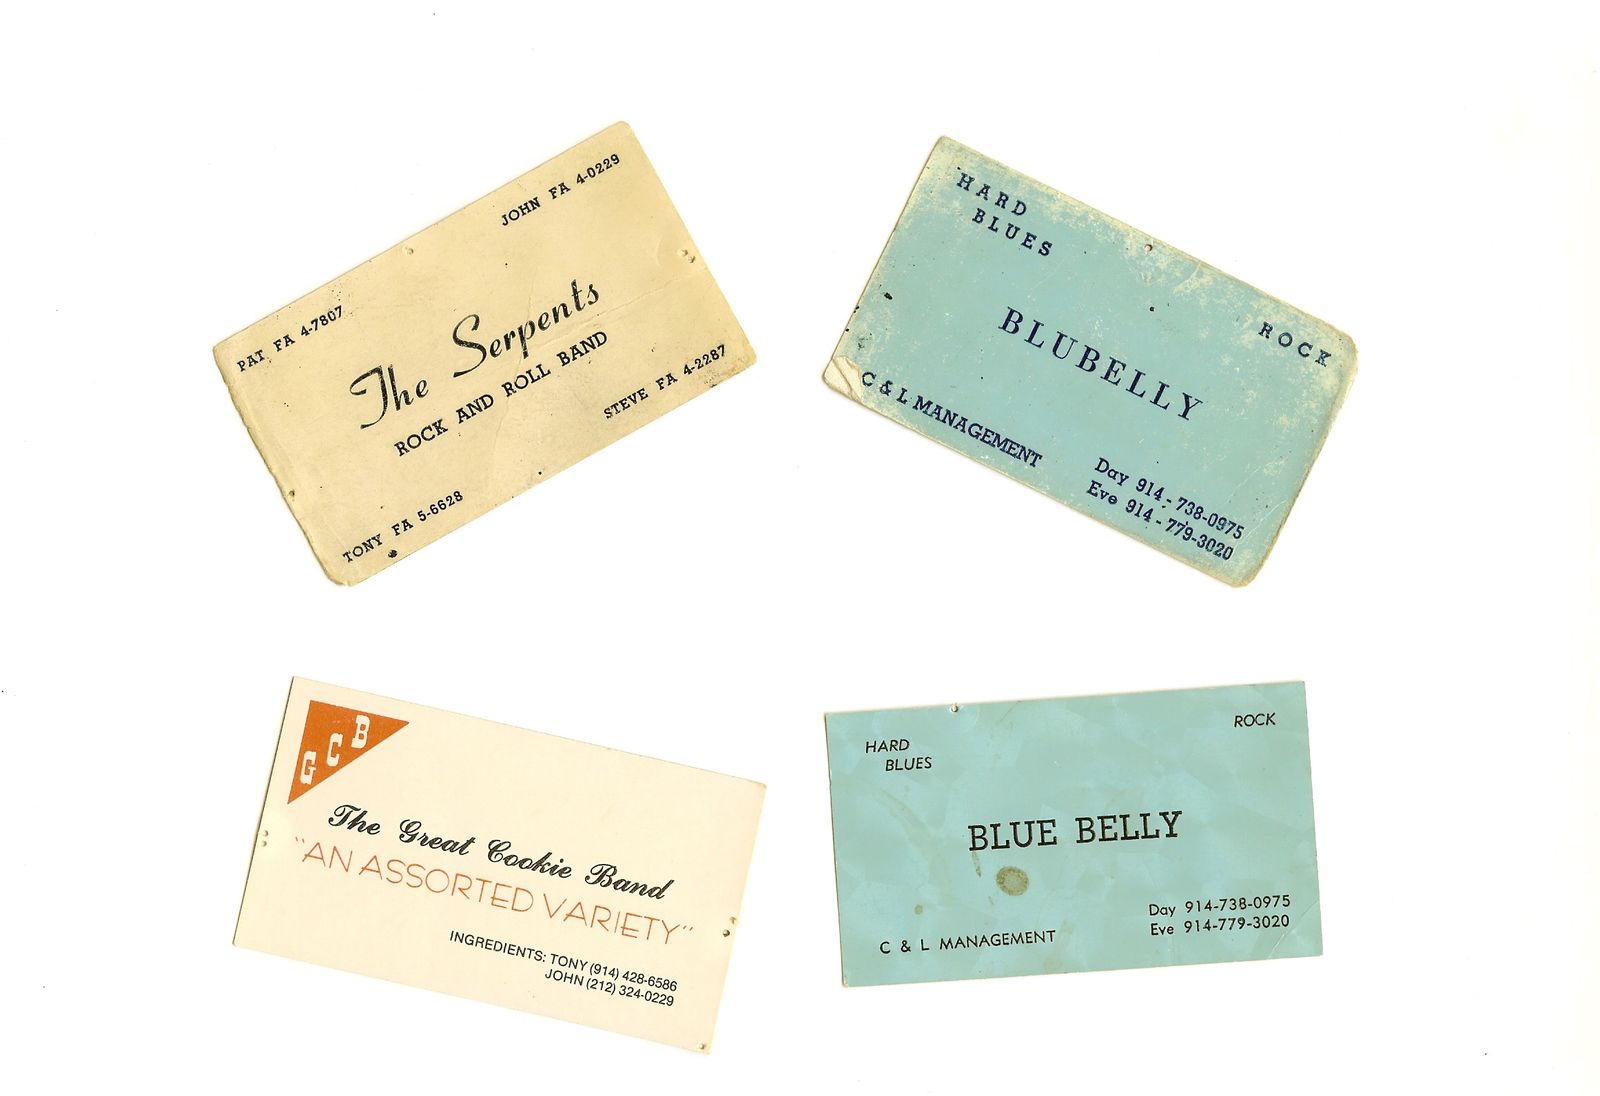 JOHN FA 4-0229
PAT FA 4-7807
The Serpents
ROCK AND ROLL BAND
STEVE FA 4-2287
TONY FA 5-6628
HARD
BLUES
ROCK
BLUBELLY
C & L MANAGEMENT
Day 914-738-0975
Eve 914-779-3020
GCB
The Great Cookie Band
"AN ASSORTED VARIETY"
INGREDIENTS: TONY (914) 428-6586
JOHN (212) 324-0229
ROCK
HARD
BLUES
BLUE BELLY
Day 914-738-0975
Eve 914-779-3020
C & L MANAGEMENT